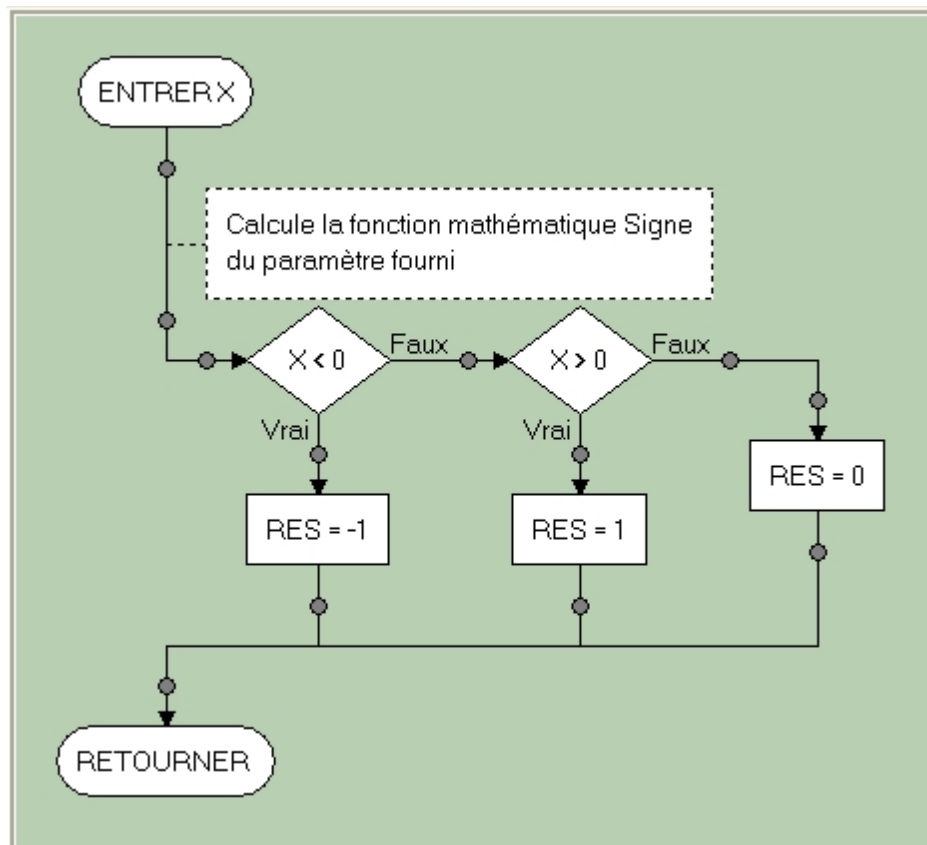 ENTRER X
Calcule la fonction mathématique Signe
du paramètre fourni
X < 0
Faux
X > 0
Faux
Vrai
Vrai
RES = -1
RES = 1
RES = 0
RETOURNER